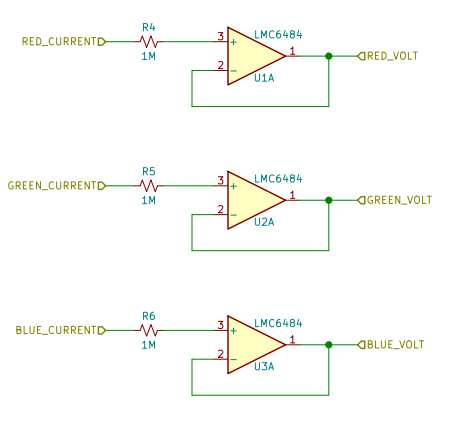 R4
LMC6484
RED_CURRENT
3
+
1
RED_VOLT
1M
2
−
U1A
R5
LMC6484
GREEN_CURRENT
3
+
1
GREEN_VOLT
1M
2
−
U2A
R6
LMC6484
BLUE_CURRENT
3
+
1
BLUE_VOLT
1M
2
−
U3A